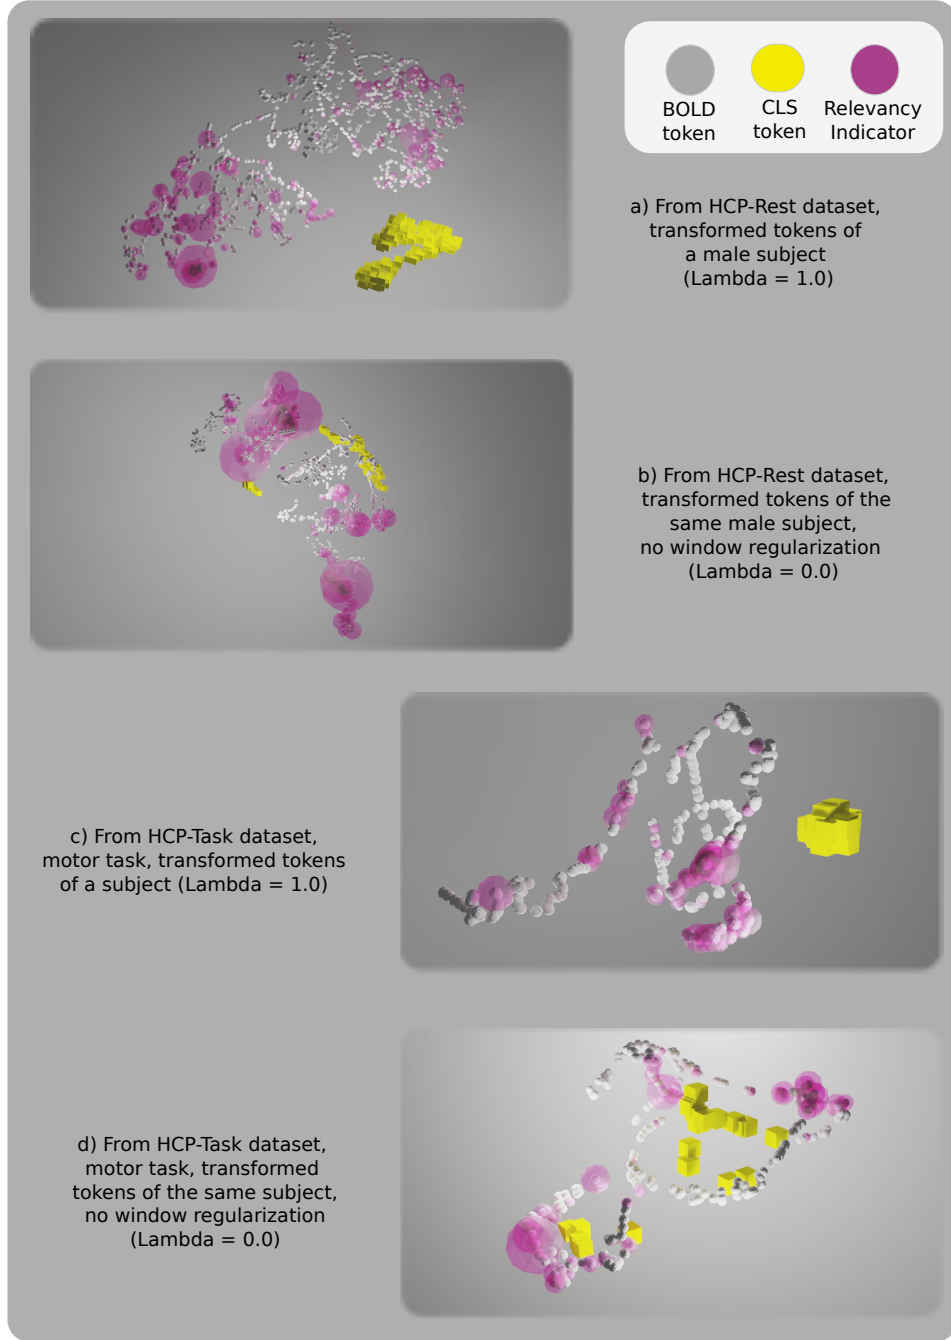 BOLD
token
CLS
token
Relevancy
Indicator
a) From HCP-Rest dataset,
transformed tokens of
a male subject
(Lambda = 1.0)
b) From HCP-Rest dataset,
transformed tokens of the
same male subject,
no window regularization
(Lambda = 0.0)
c) From HCP-Task dataset,
motor task, transformed tokens
of a subject (Lambda = 1.0)
d) From HCP-Task dataset,
motor task, transformed
tokens of the same subject,
no window regularization
(Lambda = 0.0)